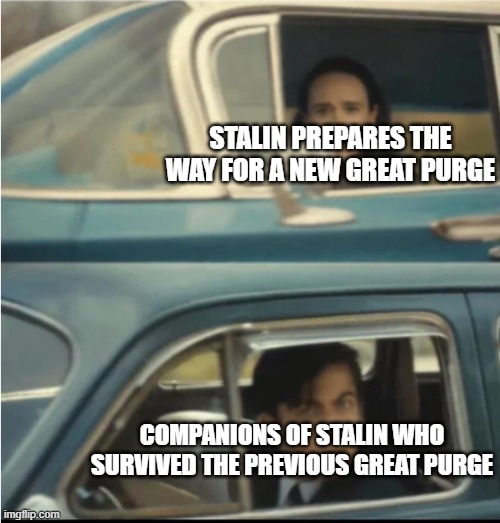 STALIN PREPARES THE
WAY FOR A NEW GREAT PURGE
COMPANIONS OF STALIN WHO
SURVIVED THE PREVIOUS GREAT PURGE
imgflip.com